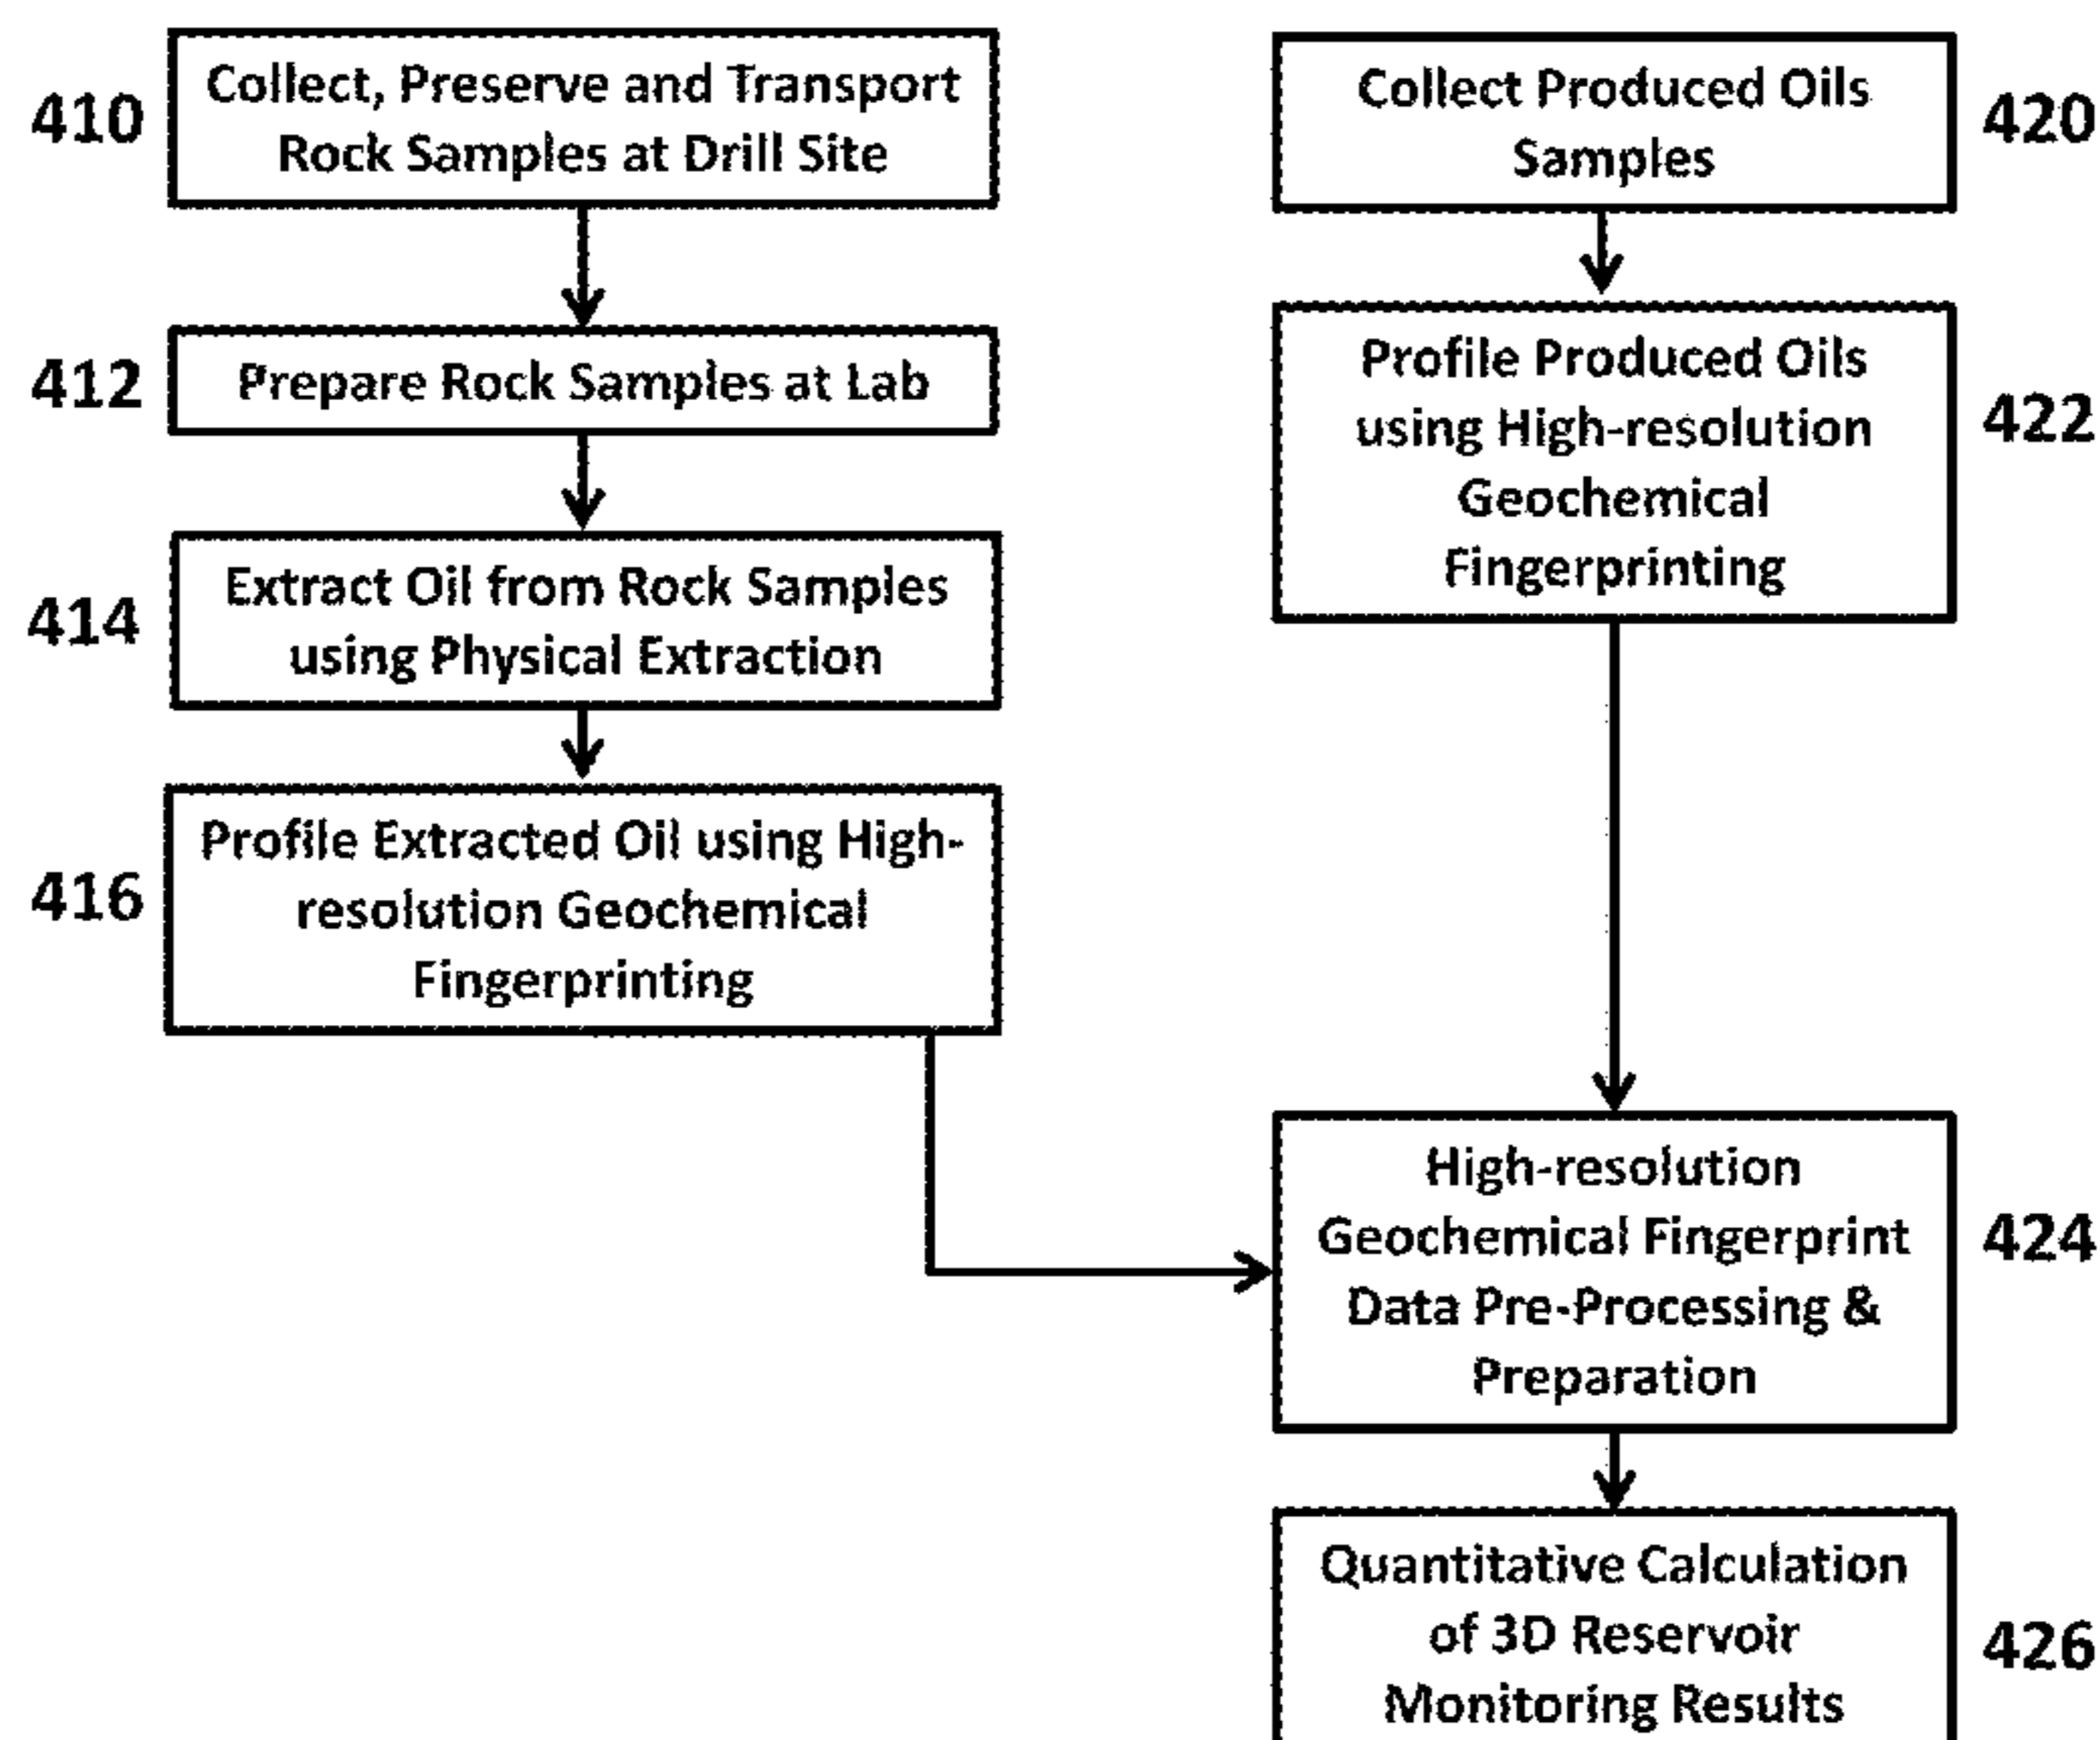 410
Collect, Preserve and Transport
Rock Samples at Drill Site
412
Prepare Rock Samples at Lab
414
Extract Oil from Rock Samples
using Physical Extraction
416
Profile Extracted Oil using High-
resolution Geochemical
Fingerprinting
Collect Produced Oils
Samples
420
Profile Produced Oils
using High-resolution
Geochemical
Fingerprinting
422
High-resolution
Geochemical Fingerprint
Data Pre-Processing &
Preparation
424
Quantitative Calculation
of 3D Reservoir
Monitoring Results
426